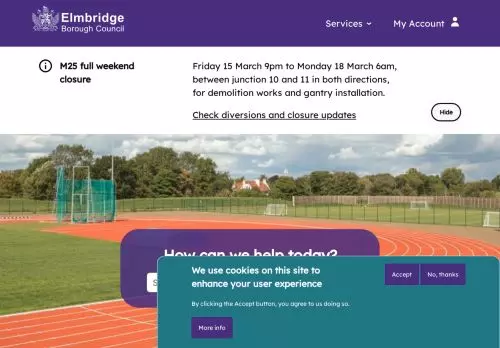 Elmbridge
Borough Council
Services
My Account
M25 full weekend
closure
Friday 15 March 9pm to Monday 18 March 6am,
between junction 10 and 11 in both directions,
for demolition works and gantry installation.
Check diversions and closure updates
Hide
How can we help today?
We use cookies on this site to
enhance your user experience
By clicking the Accept button, you agree to us doing so.
Accept
No, thanks
More info